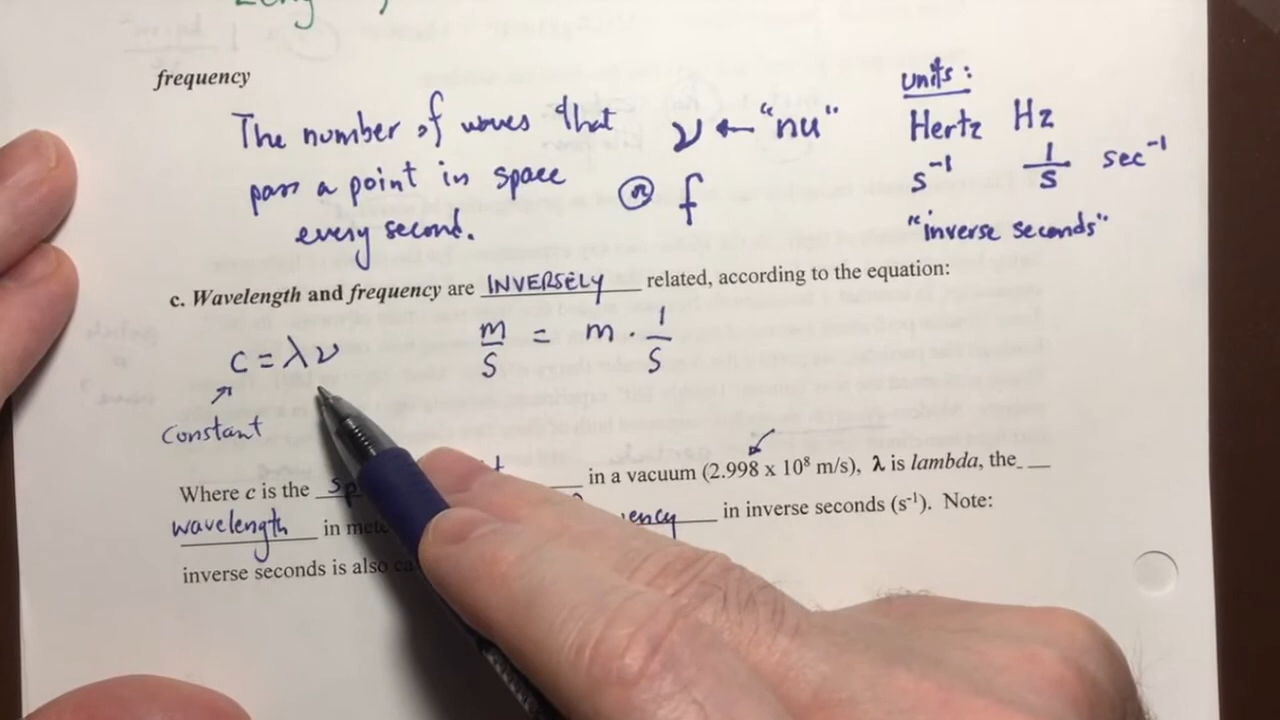 Length
frequency
The number of waves that
pass a point in space
every second.
ν ← "nu"
or f
units:
Hertz Hz
s⁻¹ 1/s sec⁻¹
"inverse seconds"
c. Wavelength and frequency are INVERSELY related, according to the equation:
c = λν
m/s = m · 1/s
Constant
Where c is the in a vacuum (2.998 x 10⁸ m/s), λ is lambda, the
wavelength in in inverse seconds (s⁻¹). Note:
inverse seconds is also